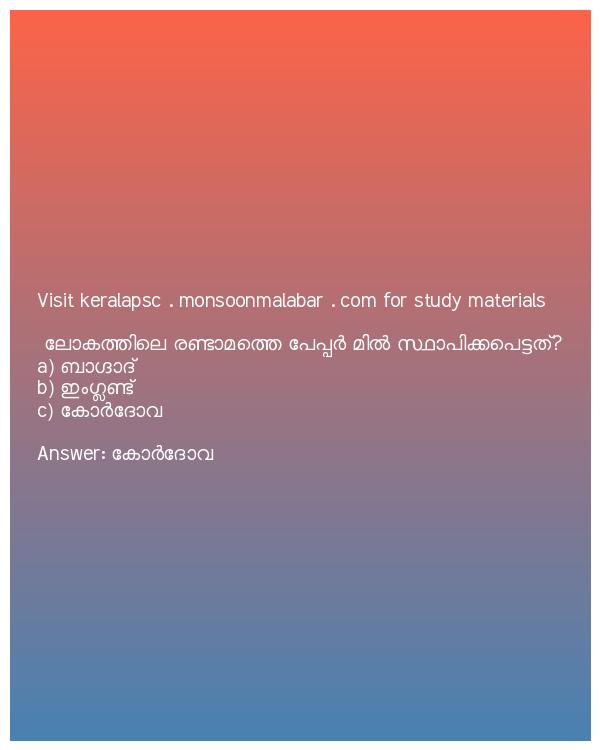 Visit keralapsc . monsoonmalabar . com for study materials
ലോകത്തിലെ രണ്ടാമത്തെ പേപ്പർ മിൽ സ്ഥാപിക്കപെട്ടത്?
a) ബാഗ്ദാദ്
b) ഇംഗ്ലണ്ട്
c) കോർദോവ
Answer: കോർദോവ